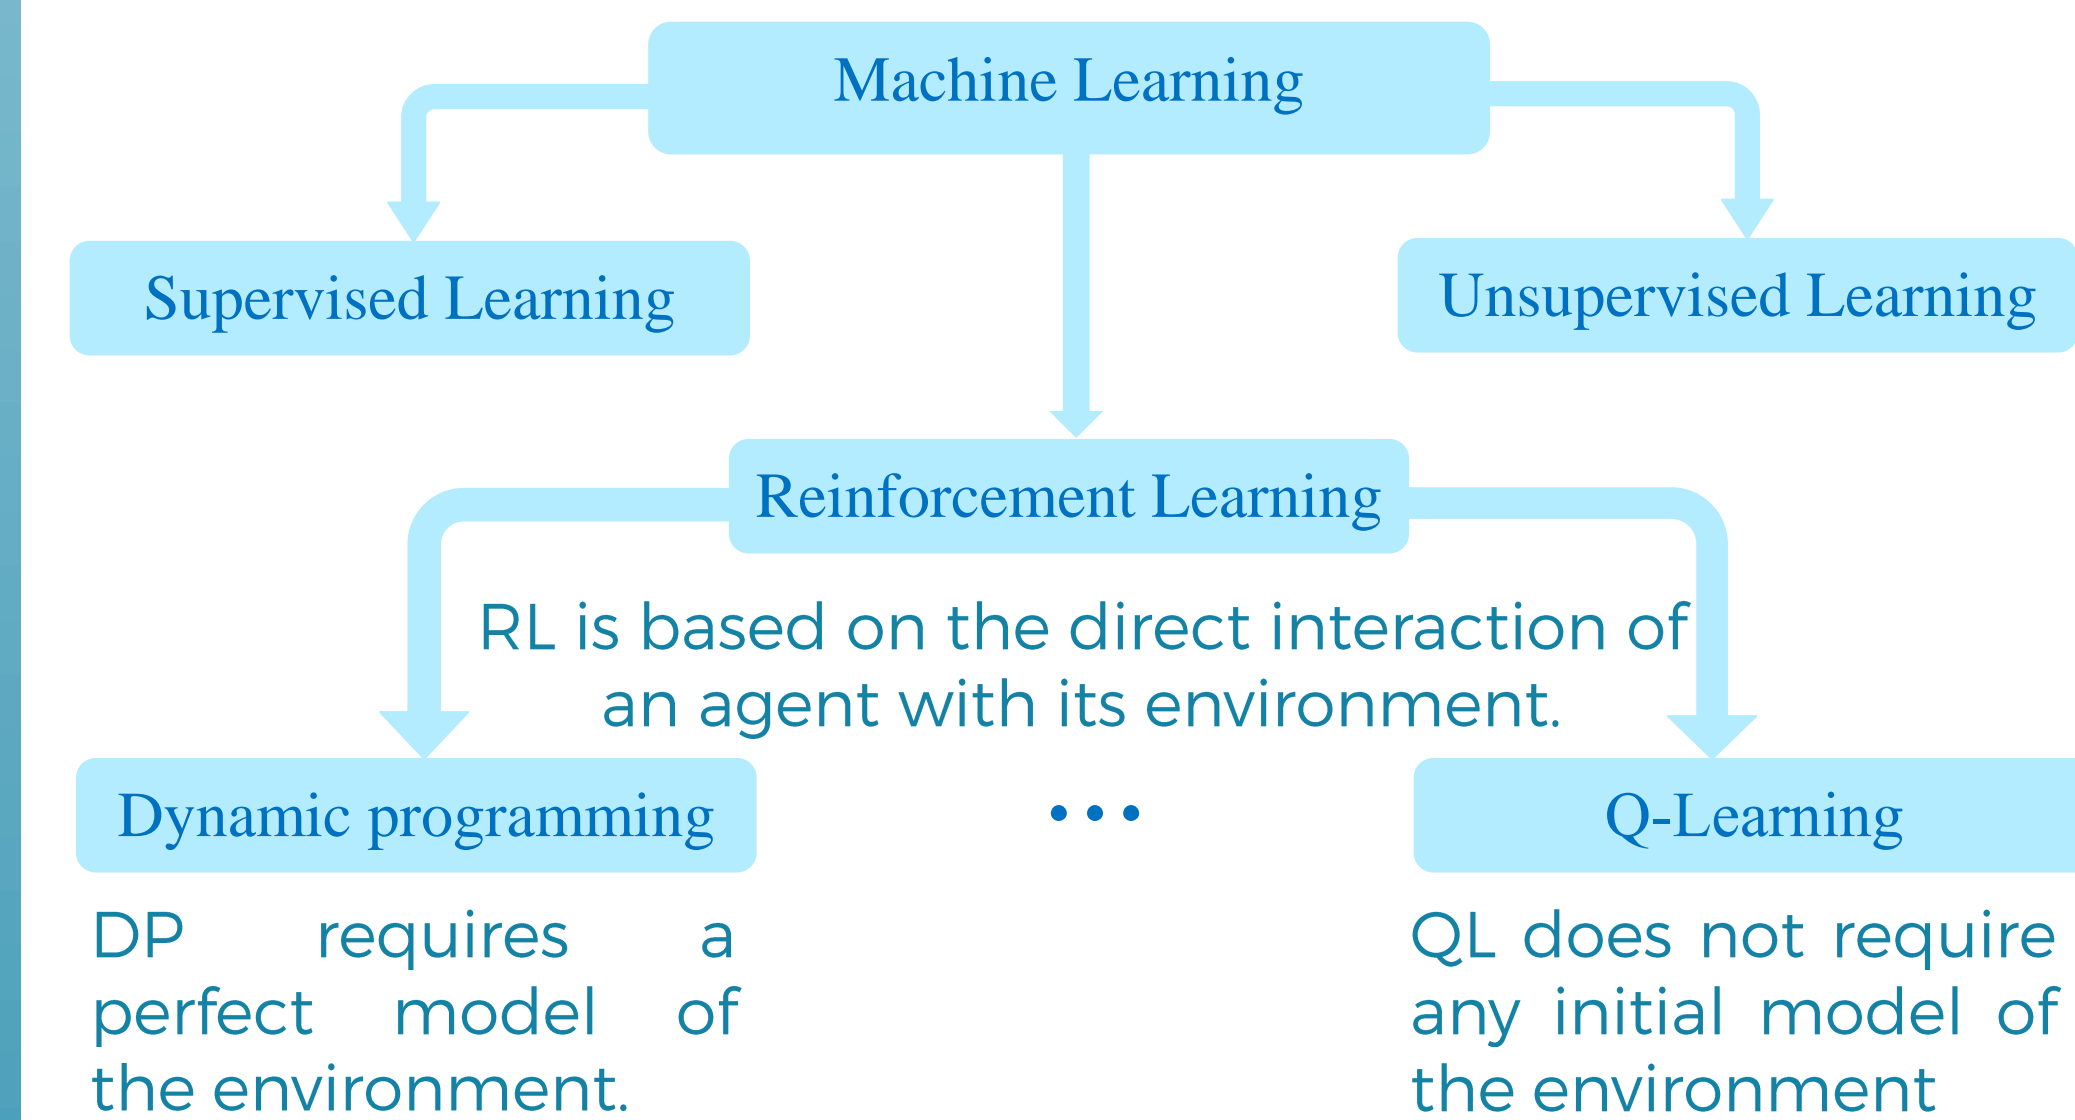 Machine Learning
Supervised Learning
Unsupervised Learning
Reinforcement Learning
RL is based on the direct interaction of
an agent with its environment.
Dynamic programming
...
Q-Learning
DP requires a
perfect model of
the environment.
QL does not require
any initial model of
the environment